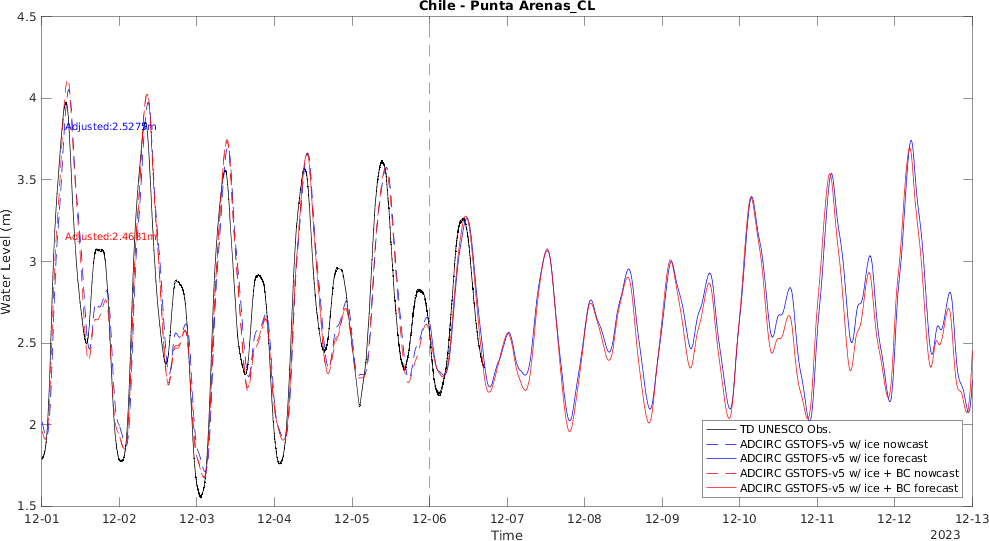 Chile - Punta Arenas_CL
4.5
4
3.5
3
2.5
2
1.5
Water Level (m)
Adjusted:2.5279m
Adjusted:2.4681m
TD UNESCO Obs.
ADCIRC GSTOFS-v5 w/ ice nowcast
ADCIRC GSTOFS-v5 w/ ice forecast
ADCIRC GSTOFS-v5 w/ ice + BC nowcast
ADCIRC GSTOFS-v5 w/ ice + BC forecast
12-01 12-02 12-03 12-04 12-05 12-06 12-07 12-08 12-09 12-10 12-11 12-12 12-13
Time
2023